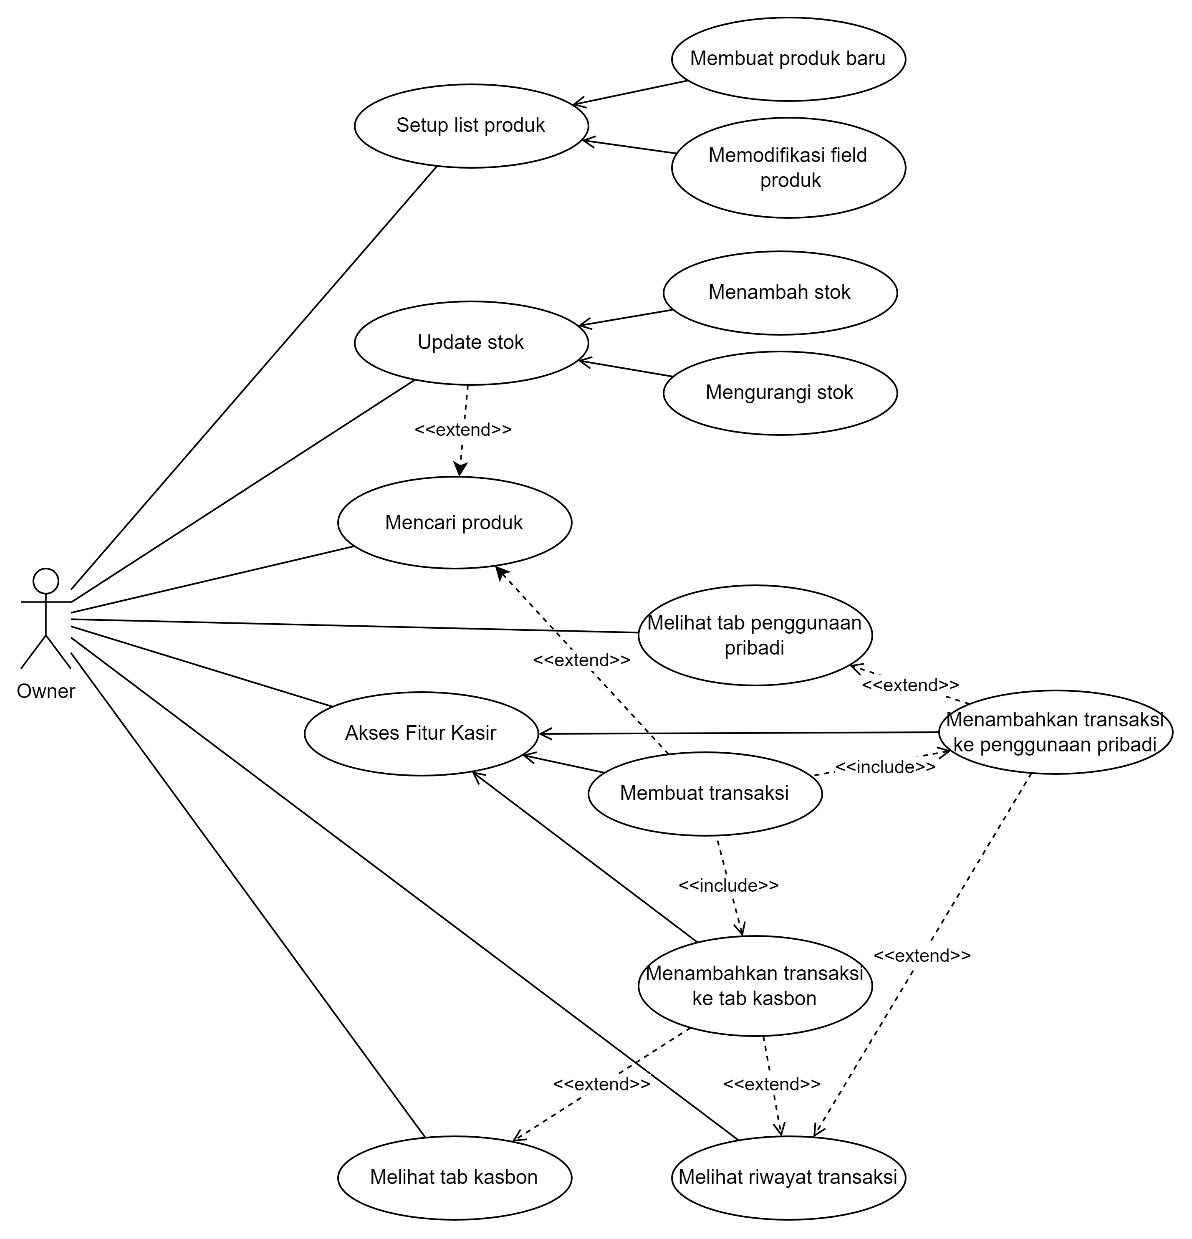 Membuat produk baru
Setup list produk
Memodifikasi field
produk
Menambah stok
Update stok
Mengurangi stok
<<extend>>
Mencari produk
Melihat tab penggunaan
pribadi
<<extend>>
<<extend>>
Owner
Akses Fitur Kasir
Menambahkan transaksi
ke penggunaan pribadi
<<include>>
Membuat transaksi
<<include>>
<<extend>>
Menambahkan transaksi
ke tab kasbon
<<extend>>
<<extend>>
Melihat tab kasbon
Melihat riwayat transaksi